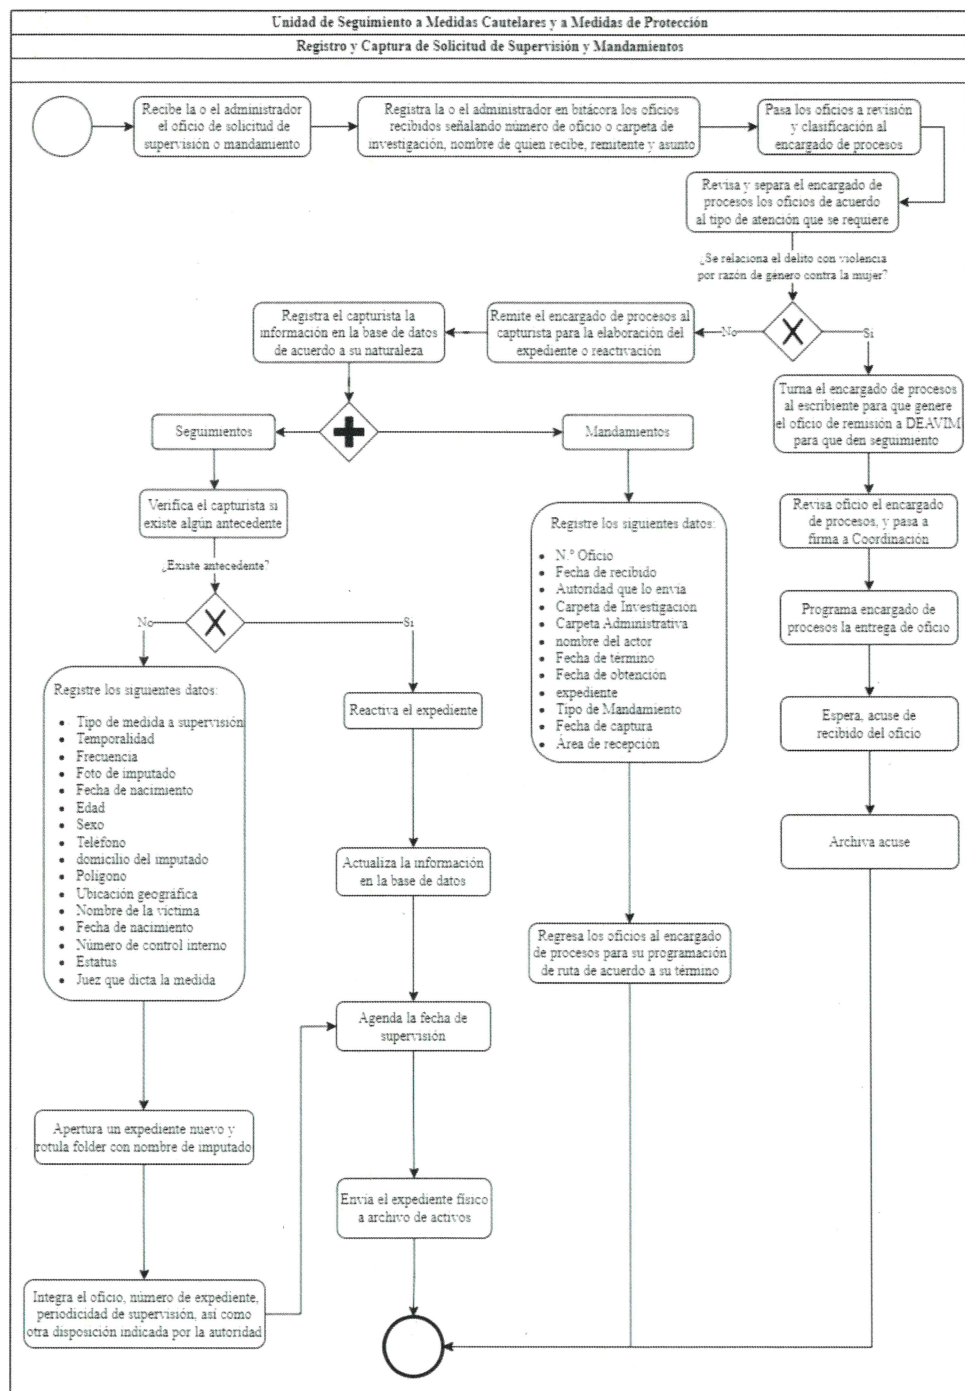 Unidad de Seguimiento a Medidas Cautelares y a Medidas de Protección
Registro y Captura de Solicitud de Supervisión y Mandamientos
Recibe la o el administrador
el oficio de solicitud de
supervisión o mandamiento
Registra la o el administrador en bitácora los oficios
recibidos señalando número de oficio o carpeta de
investigación, nombre de quien recibe, remitente y asunto
Pasa los oficios a revisión
y clasificación al
encargado de procesos
Revisa y separa el encargado de
procesos los oficios de acuerdo
al tipo de atención que se requiere
¿Se relaciona el delito con violencia
por razón de género contra la mujer?
No
Si
Remite el encargado de procesos al
capturista para la elaboración del
expediente o reactivación
Registra el capturista la
información en la base de datos
de acuerdo a su naturaleza
Turna el encargado de procesos
al escribiente para que genere
el oficio de remisión a DEAVIM
para que den seguimiento
Seguimientos
Mandamientos
Verifica el capturista si
existe algún antecedente
¿Existe antecedente?
No
Si
Registre los siguientes datos:
• N.° Oficio
• Fecha de recibido
• Autoridad que lo envia
• Carpeta de Investigación
• Carpeta Administrativa
• nombre del actor
• Fecha de término
• Fecha de obtención
• expediente
• Tipo de Mandamiento
• Fecha de captura
• Área de recepción
Revisa oficio el encargado
de procesos, y pasa a
firma a Coordinación
Programa encargado de
procesos la entrega de oficio
Espera, acuse de
recibido del oficio
Archiva acuse
Registre los siguientes datos:
• Tipo de medida a supervisión
• Temporalidad
• Frecuencia
• Foto de imputado
• Fecha de nacimiento
• Edad
• Sexo
• Teléfono
• domicilio del imputado
• Polígono
• Ubicación geográfica
• Nombre de la víctima
• Fecha de nacimiento
• Número de control interno
• Estatus
• Juez que dicta la medida
Reactiva el expediente
Actualiza la información
en la base de datos
Regresa los oficios al encargado
de procesos para su programación
de ruta de acuerdo a su término
Agenda la fecha de
supervisión
Apertura un expediente nuevo y
rotula folder con nombre de imputado
Envía el expediente físico
a archivo de activos
Integra el oficio, número de expediente,
periodicidad de supervisión, así como
otra disposición indicada por la autoridad